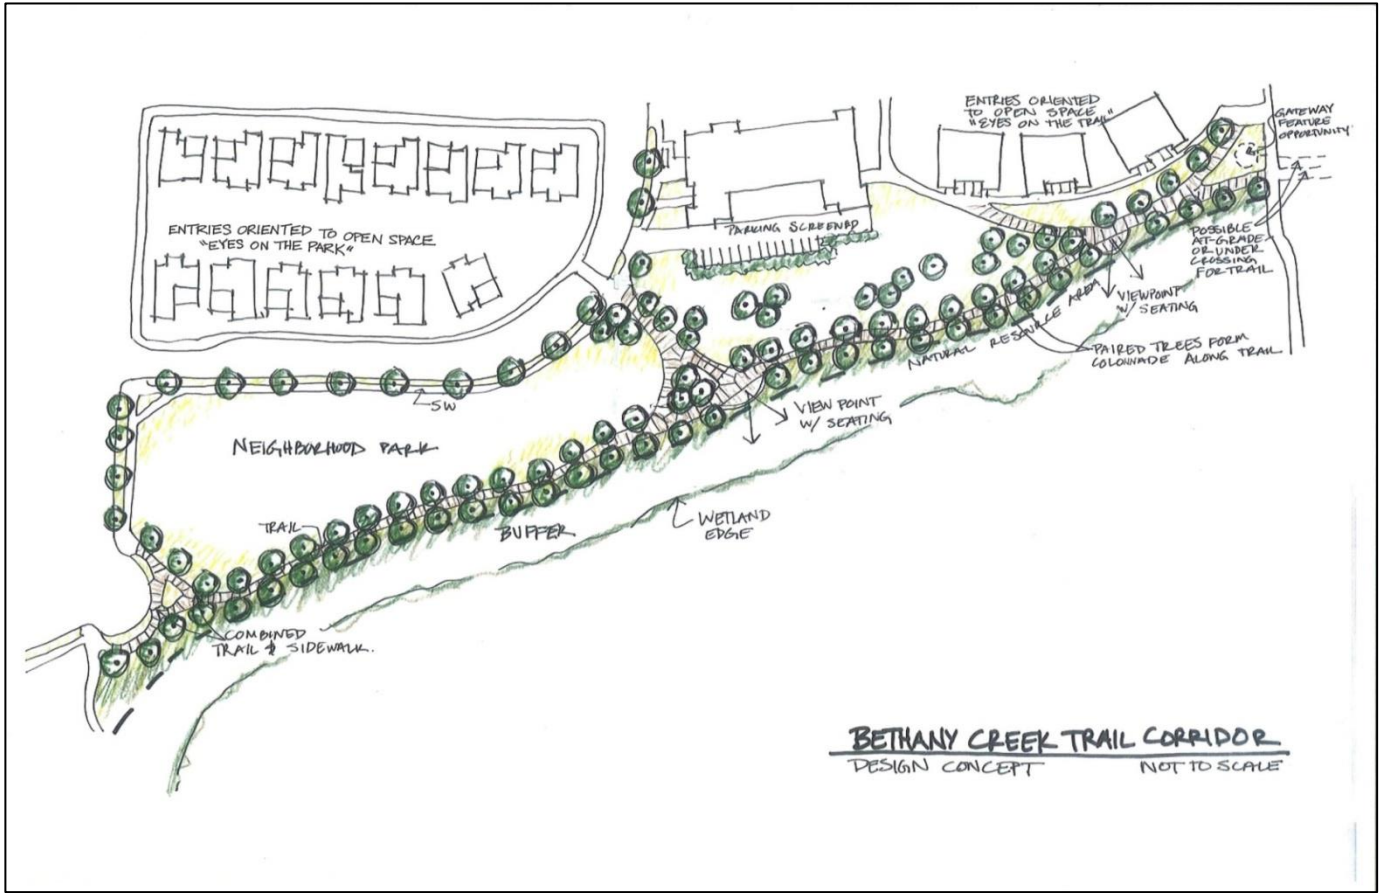 ENTRIES ORIENTED
TO OPEN SPACE
"EYES ON THE TRAIL"
GATEWAY
FEATURE
OPPORTUNITY
ENTRIES ORIENTED TO OPEN SPACE
"EYES ON THE PARK"
PARKING SCREENED
POSSIBLE
AT-GRADE
OR UNDER
CROSSING
FOR TRAIL
VIEWPOINT
W/ SEATING
NATURAL RESOURCE AREA
PAIRED TREES FORM
COLONNADE ALONG TRAIL
SW
VIEW POINT
W/ SEATING
NEIGHBORHOOD PARK
TRAIL
BUFFER
WETLAND
EDGE
COMBINED
TRAIL & SIDEWALK.
BETHANY CREEK TRAIL CORRIDOR
DESIGN CONCEPT NOT TO SCALE